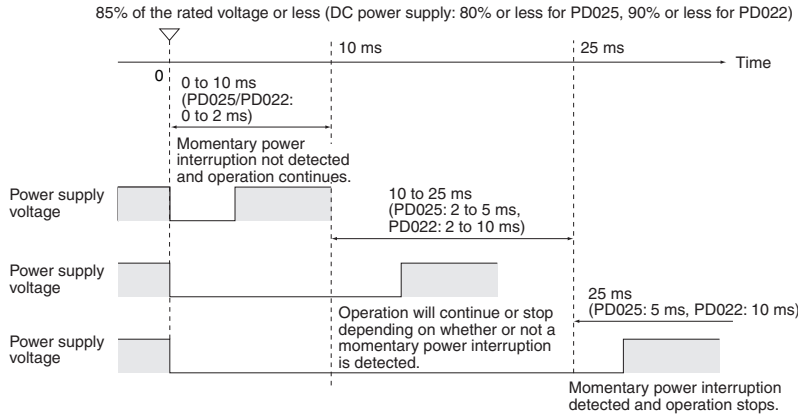 85% of the rated voltage or less (DC power supply: 80% or less for PD025, 90% or less for PD022)
10 ms
25 ms
Time
0
0 to 10 ms
(PD025/PD022:
0 to 2 ms)
Momentary power
interruption not detected
and operation continues.
Power supply
voltage
10 to 25 ms
(PD025: 2 to 5 ms,
PD022: 2 to 10 ms)
Power supply
voltage
25 ms
(PD025: 5 ms, PD022: 10 ms)
Operation will continue or stop
depending on whether or not a
momentary power interruption
is detected.
Power supply
voltage
Momentary power interruption
detected and operation stops.